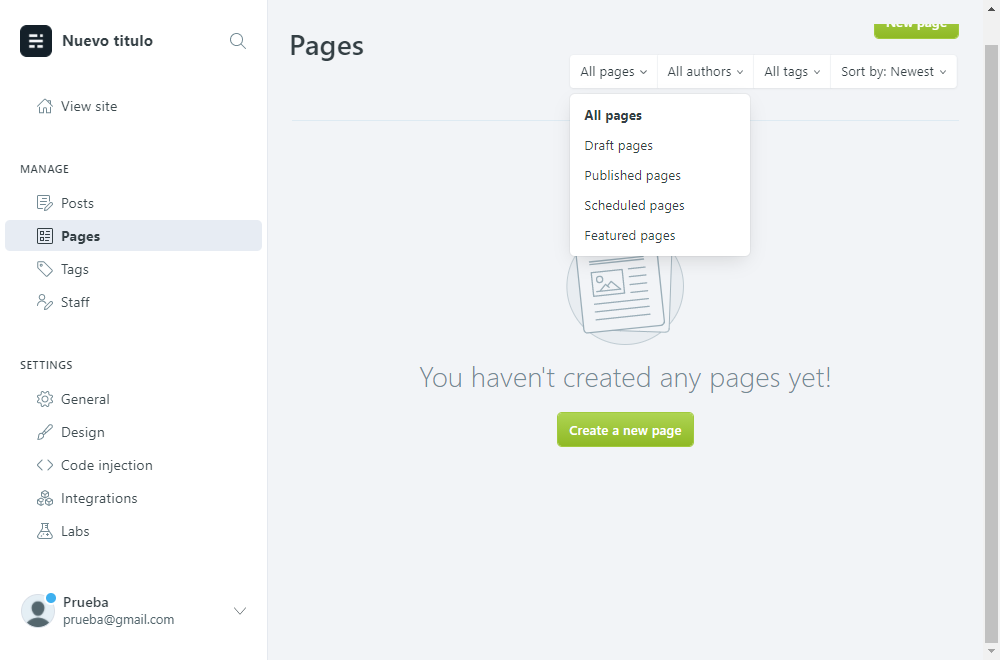 Nuevo titulo
View site
MANAGE
Posts
Pages
Tags
Staff
SETTINGS
General
Design
Code injection
Integrations
Labs
Prueba
prueba@gmail.com
Pages
New page
All pages
All authors
All tags
Sort by: Newest
All pages
Draft pages
Published pages
Scheduled pages
Featured pages
You haven't created any pages yet!
Create a new page